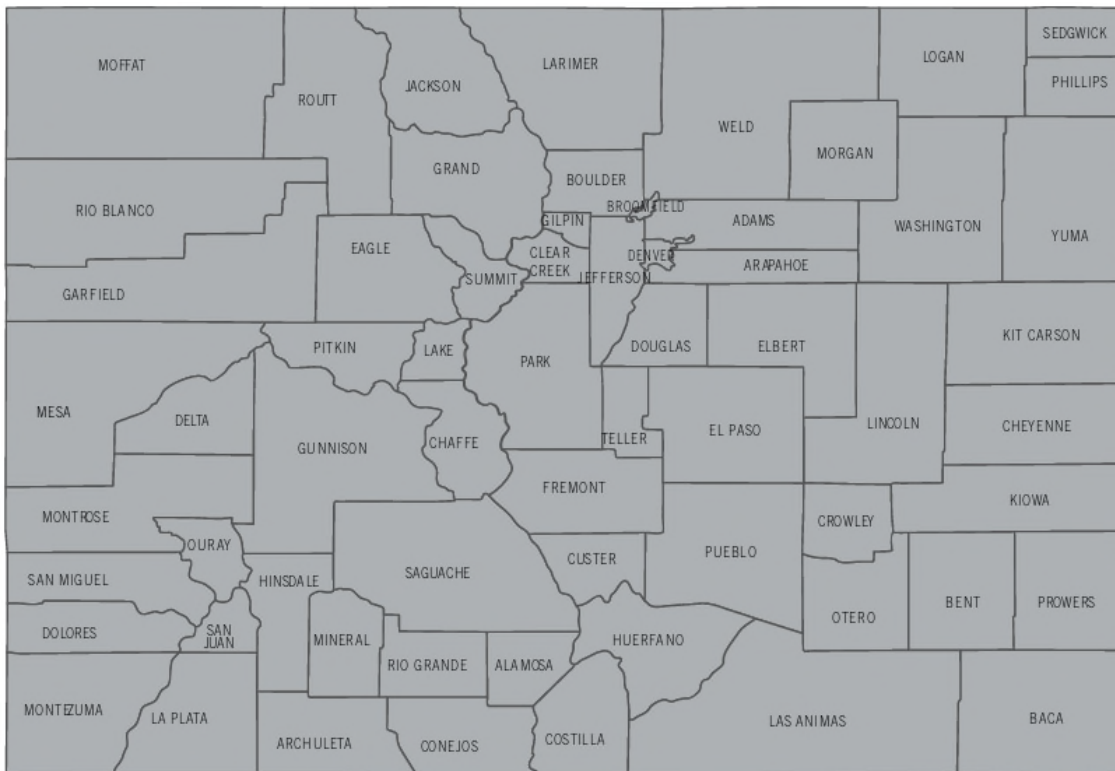 SEDGWICK
LOGAN
MOFFAT
LARIMER
PHILLIPS
JACKSON
ROUTT
WELD
MORGAN
GRAND
BOULDER
RIO BLANCO
BROOMFIELD
GILPIN
ADAMS
WASHINGTON
YUMA
EAGLE
CLEAR
CREEK
DENVER
ARAPAHOE
SUMMIT
JEFFERSON
GARFIELD
KIT CARSON
PITKIN
LAKE
DOUGLAS
ELBERT
PARK
MESA
DELTA
LINCOLN
CHEYENNE
EL PASO
TELLER
CHAFFE
GUNNISON
FREMONT
KIOWA
MONTROSE
CROWLEY
OURAY
PUEBLO
CUSTER
SAGUACHE
SAN MIGUEL
HINSDALE
BENT
PROWERS
OTERO
DOLORES
SAN
JUAN
MINERAL
HUERFANO
RIO GRANDE
ALAMOSA
MONTEZUMA
LA PLATA
LAS ANIMAS
BACA
COSTILLA
ARCHULETA
CONEJOS